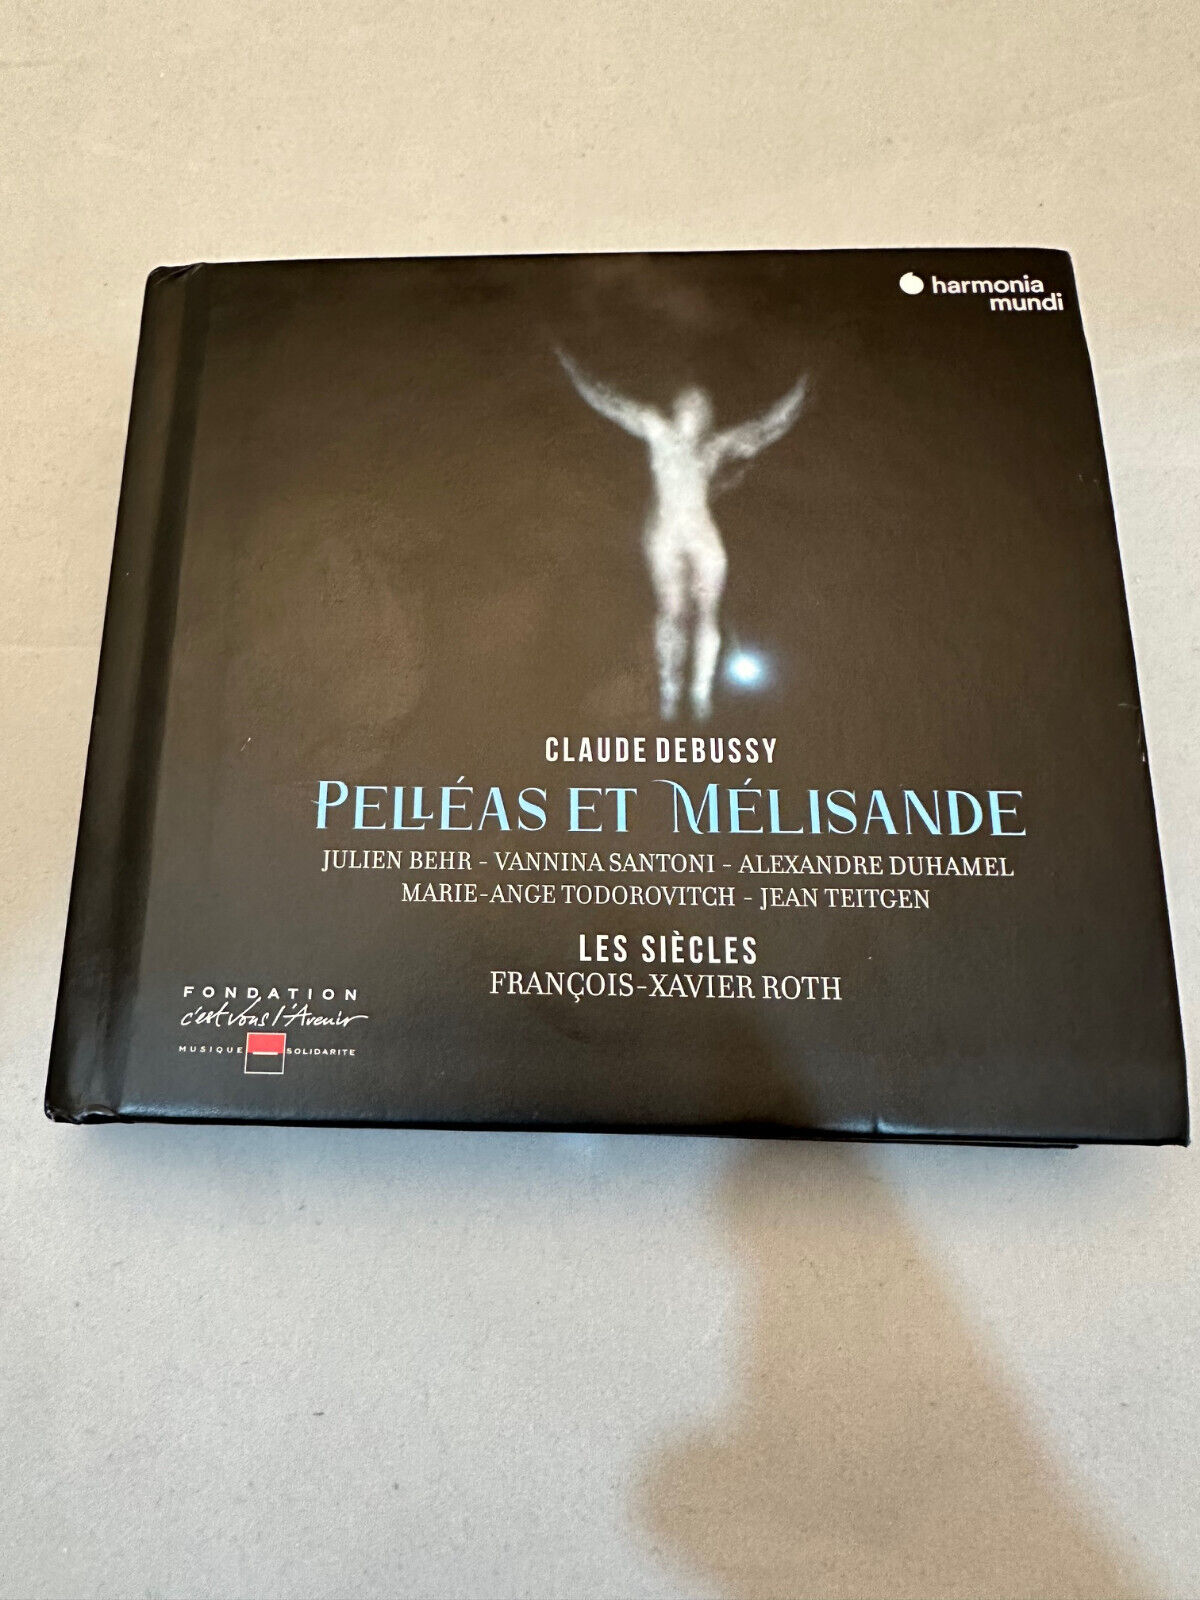 harmonia
mundi
CLAUDE DEBUSSY
PELLÉAS ET MÉLISANDE
JULIEN BEHR - VANNINA SANTONI - ALEXANDRE DUHAMEL
MARIE-ANGE TODOROVITCH - JEAN TEITGEN
LES SIÈCLES
FRANÇOIS-XAVIER ROTH
FONDATION
c'est vous l'Avenir
MUSIQUE SOLIDARITE